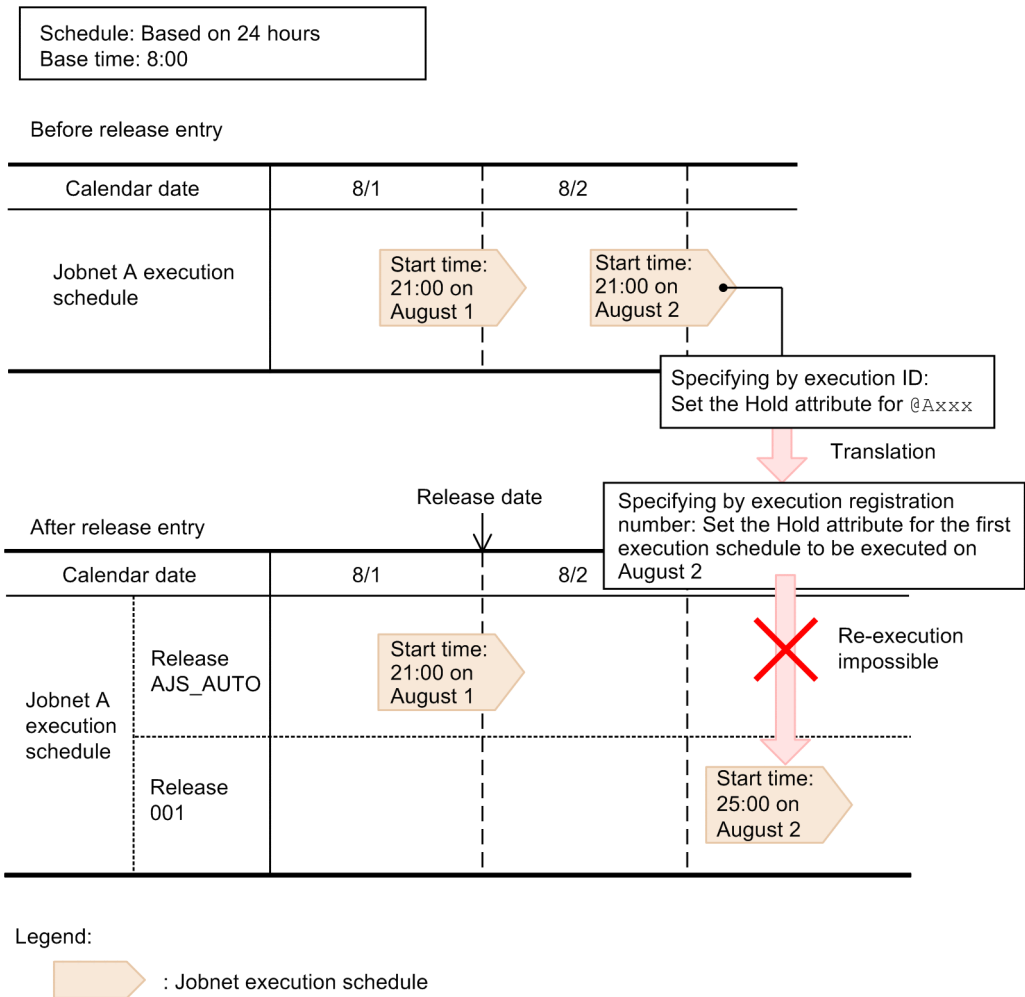 Schedule: Based on 24 hours
Base time: 8:00
Before release entry
Calendar date
8/1
8/2
Jobnet A execution
schedule
Start time:
21:00 on
August 1
Start time:
21:00 on
August 2
Specifying by execution ID:
Set the Hold attribute for @Axxx
Translation
Release date
Specifying by execution registration
number: Set the Hold attribute for the first
execution schedule to be executed on
August 2
After release entry
Calendar date
8/1
8/2
Re-execution
impossible
Jobnet A
execution
schedule
Release
AJS_AUTO
Start time:
21:00 on
August 1
Release
001
Start time:
25:00 on
August 2
Legend:
: Jobnet execution schedule